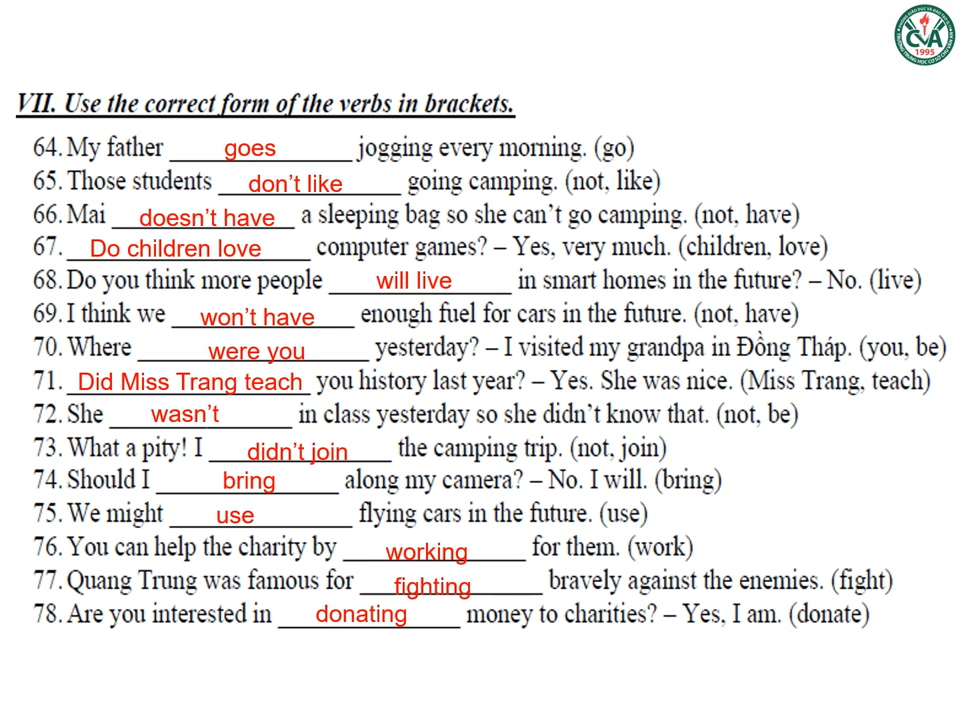 CVA
1995
VII. Use the correct form of the verbs in brackets.
64. My father goes jogging every morning. (go)
65. Those students don't like going camping. (not, like)
66. Mai doesn't have a sleeping bag so she can't go camping. (not, have)
67. Do children love computer games? – Yes, very much. (children, love)
68. Do you think more people will live in smart homes in the future? – No. (live)
69. I think we won't have enough fuel for cars in the future. (not, have)
70. Where were you yesterday? – I visited my grandpa in Đồng Tháp. (you, be)
71. Did Miss Trang teach you history last year? – Yes. She was nice. (Miss Trang, teach)
72. She wasn't in class yesterday so she didn't know that. (not, be)
73. What a pity! I didn't join the camping trip. (not, join)
74. Should I bring along my camera? – No. I will. (bring)
75. We might use flying cars in the future. (use)
76. You can help the charity by working for them. (work)
77. Quang Trung was famous for fighting bravely against the enemies. (fight)
78. Are you interested in donating money to charities? – Yes, I am. (donate)